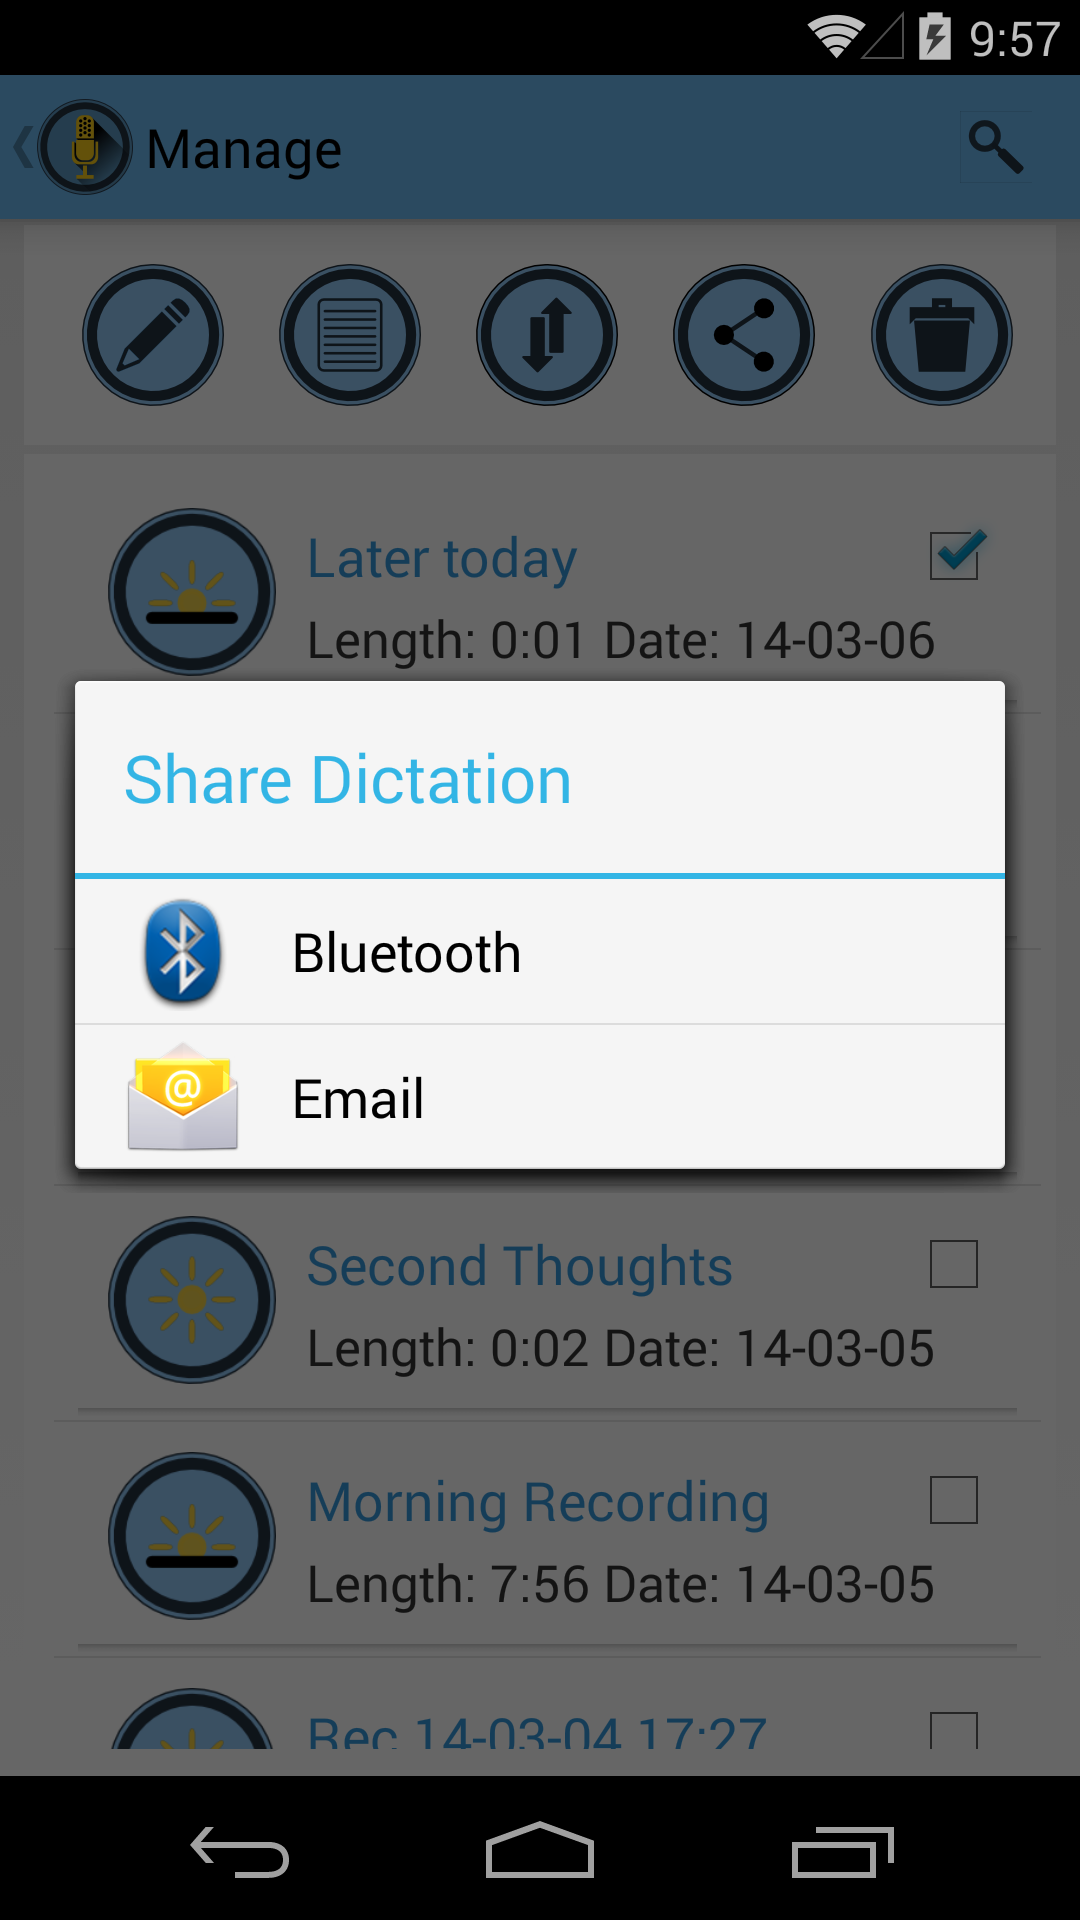 9:57
Manage
Later today
Length: 0:01 Date: 14-03-06
Share Dictation
Bluetooth
@
Email
Second Thoughts
Length: 0:02 Date: 14-03-05
Morning Recording
Length: 7:56 Date: 14-03-05
Rec 14-03-04 17:27